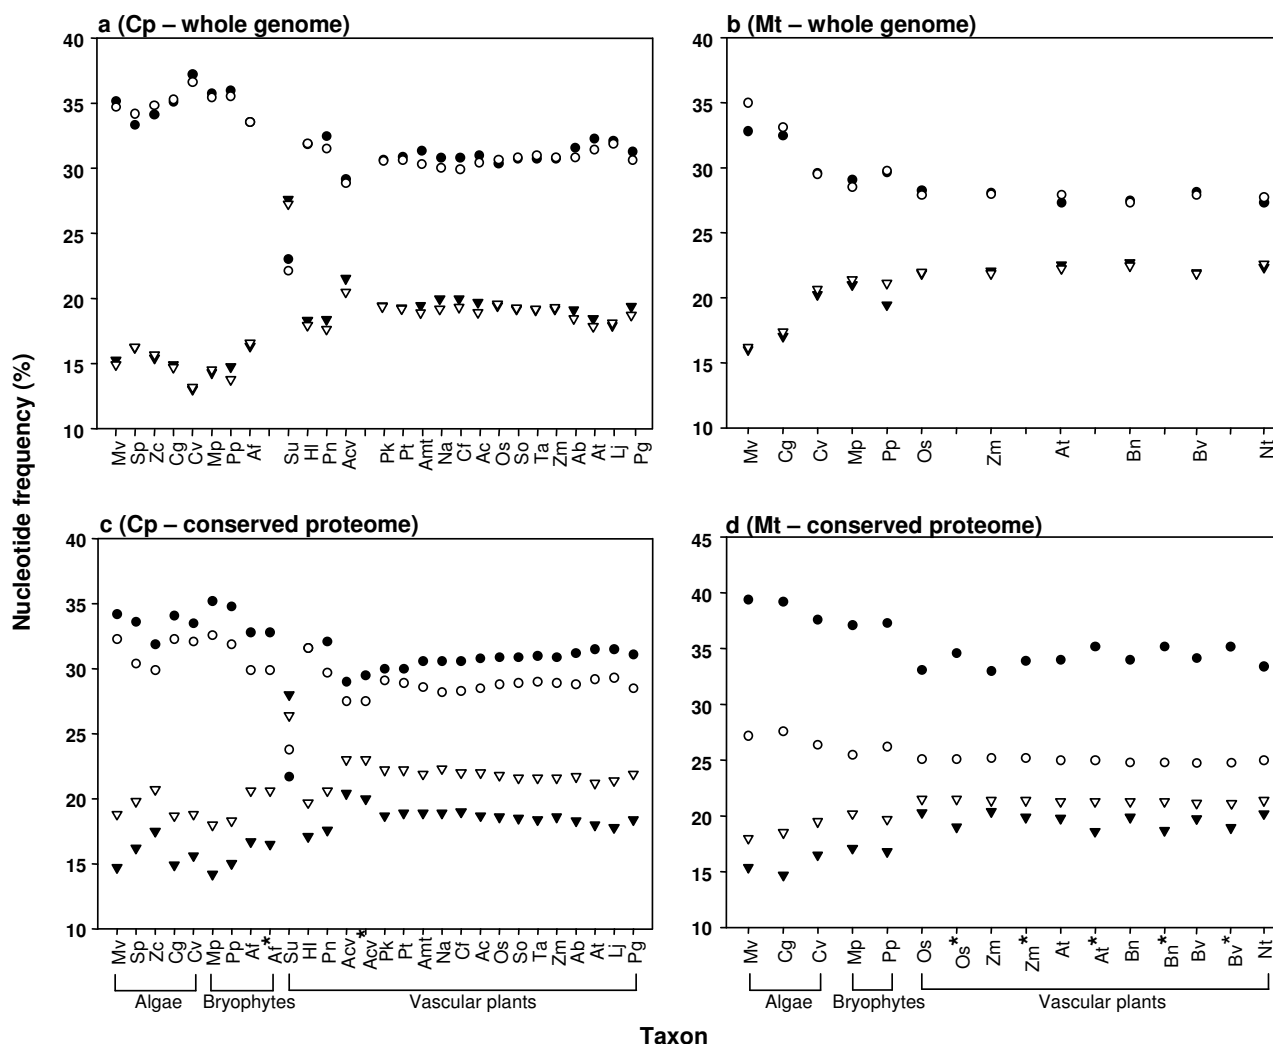 a (Cp – whole genome)
40
35
30
25
20
15
10
Mv Sp Zc Cg Cv Mp Pp Af Su Hl Pn Acv Pk Pt Amt Na Cf Ac Os So Ta Zm Ab At Lj Pg
b (Mt – whole genome)
40
35
30
25
20
15
10
Mv Cg Cv Mp Pp Os Zm At Bn Bv Nt
Nucleotide frequency (%)
c (Cp – conserved proteome)
40
35
30
25
20
15
10
Mv Sp Zc Cg Cv Mp Pp Af Af* Su Hl Pn Acv Acv* Pk Pt Amt Na Cf Ac Os So Ta Zm Ab At Lj Pg
Algae Bryophytes Vascular plants
d (Mt – conserved proteome)
45
40
35
30
25
20
15
10
Mv Cg Cv Mp Pp Os Os* Zm Zm* At At* Bn Bn* Bv Bv* Nt
Algae Bryophytes Vascular plants
Taxon